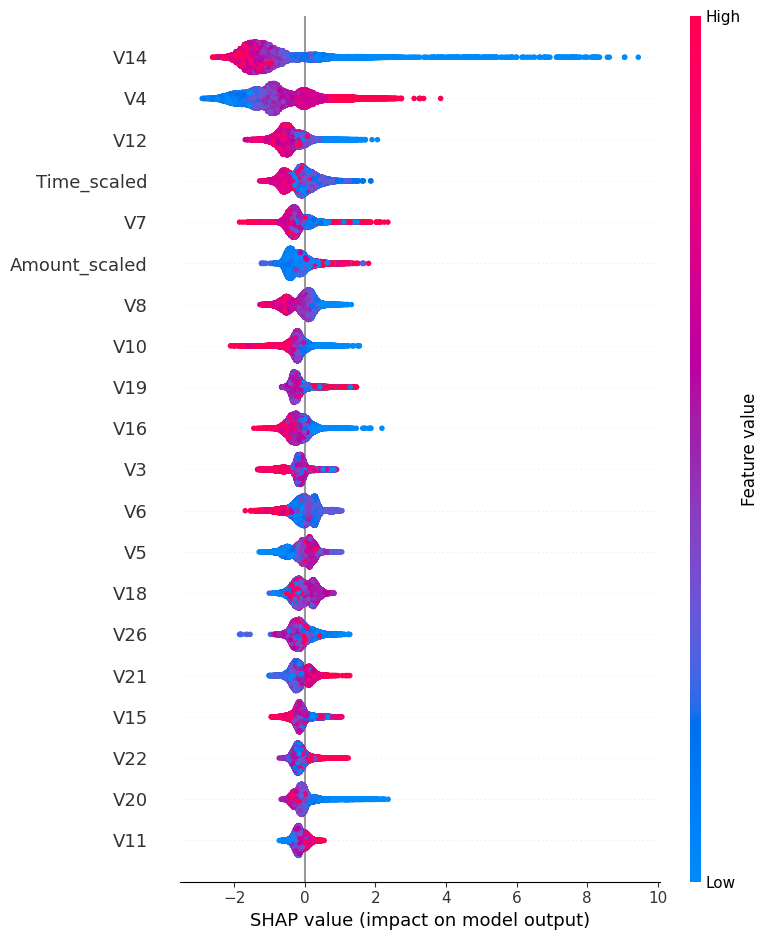 High
V14
V4
V12
Time_scaled
V7
Amount_scaled
V8
V10
V19
V16
V3
V6
V5
V18
V26
V21
V15
V22
V20
V11
Feature value
Low
−2 0 2 4 6 8 10
SHAP value (impact on model output)